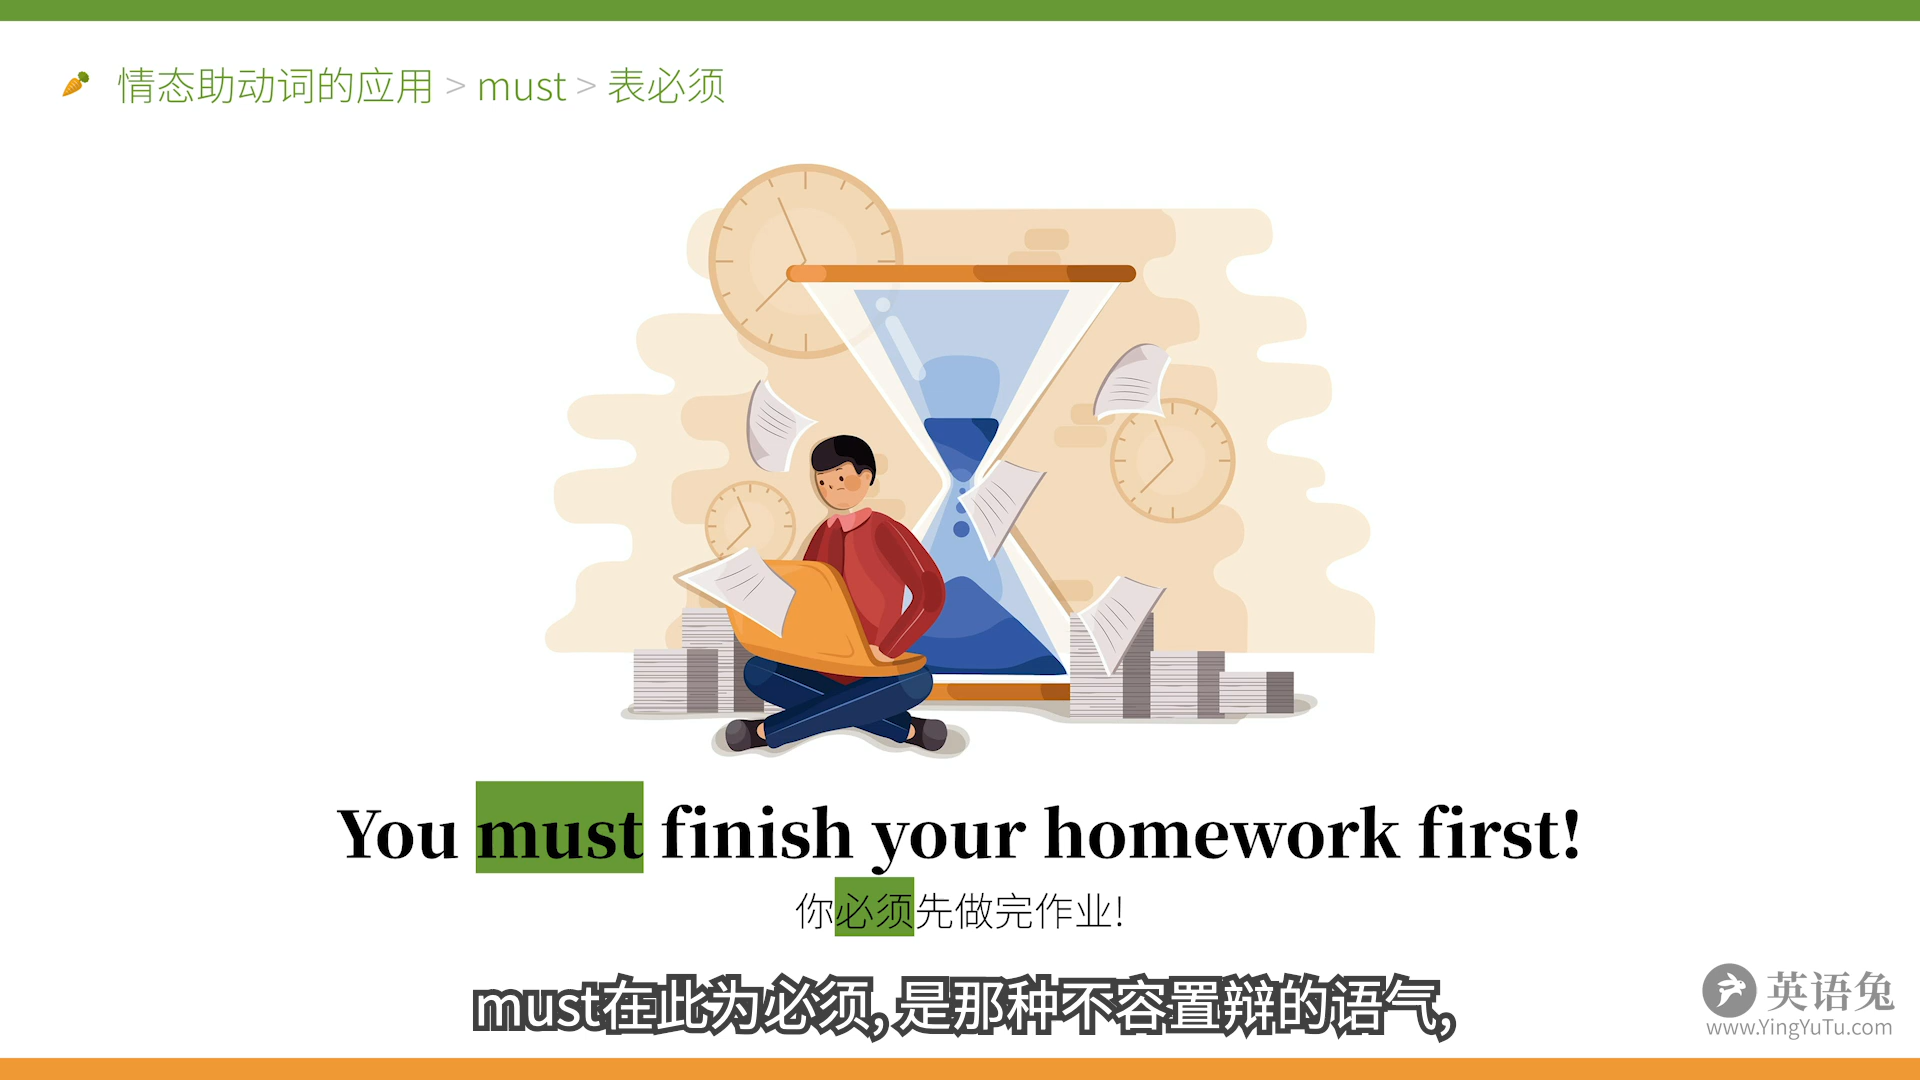 情态助动词的应用 > must > 表必须
You must finish your homework first!
你必须先做完作业!
must在此为必须, 是那种不容置辩的语气,
英语兔
www.YingYuTu.com